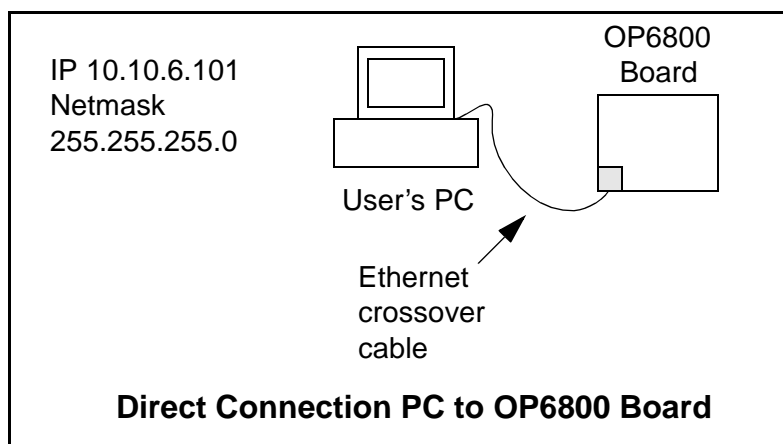 IP 10.10.6.101
Netmask
255.255.255.0
User's PC
OP6800
Board
Ethernet
crossover
cable
Direct Connection PC to OP6800 Board